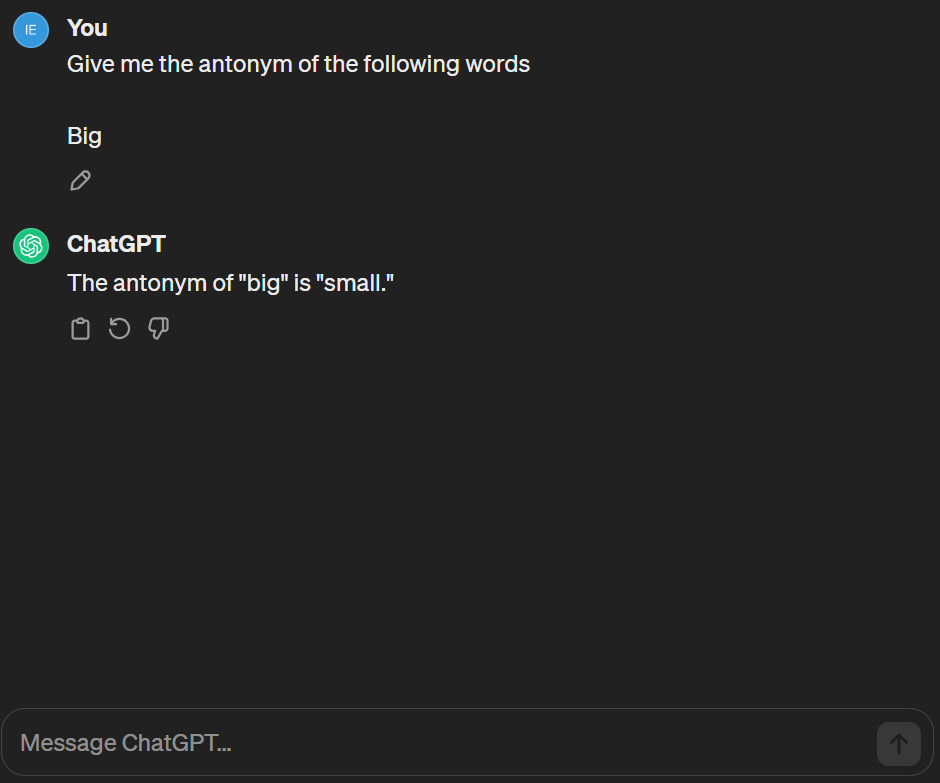 IE
You
Give me the antonym of the following words
Big
ChatGPT
The antonym of "big" is "small."
Message ChatGPT...